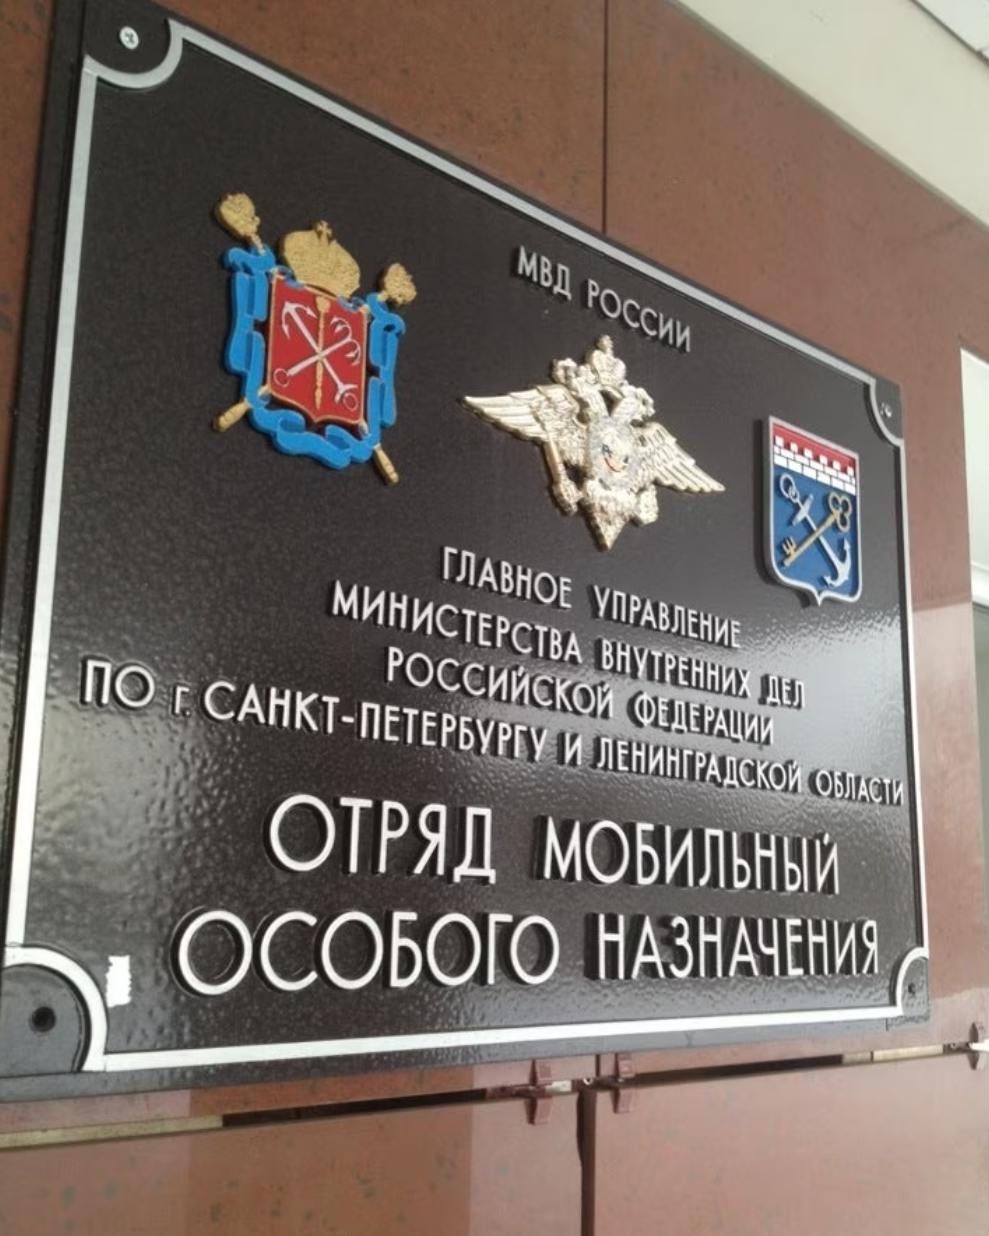 МВД РОССИИ
ГЛАВНОЕ УПРАВЛЕНИЕ
МИНИСТЕРСТВА ВНУТРЕННИХ ДЕЛ
РОССИЙСКОЙ ФЕДЕРАЦИИ
ПО г. САНКТ-ПЕТЕРБУРГУ И ЛЕНИНГРАДСКОЙ ОБЛАСТИ
ОТРЯД МОБИЛЬНЫЙ
ОСОБОГО НАЗНАЧЕНИЯ